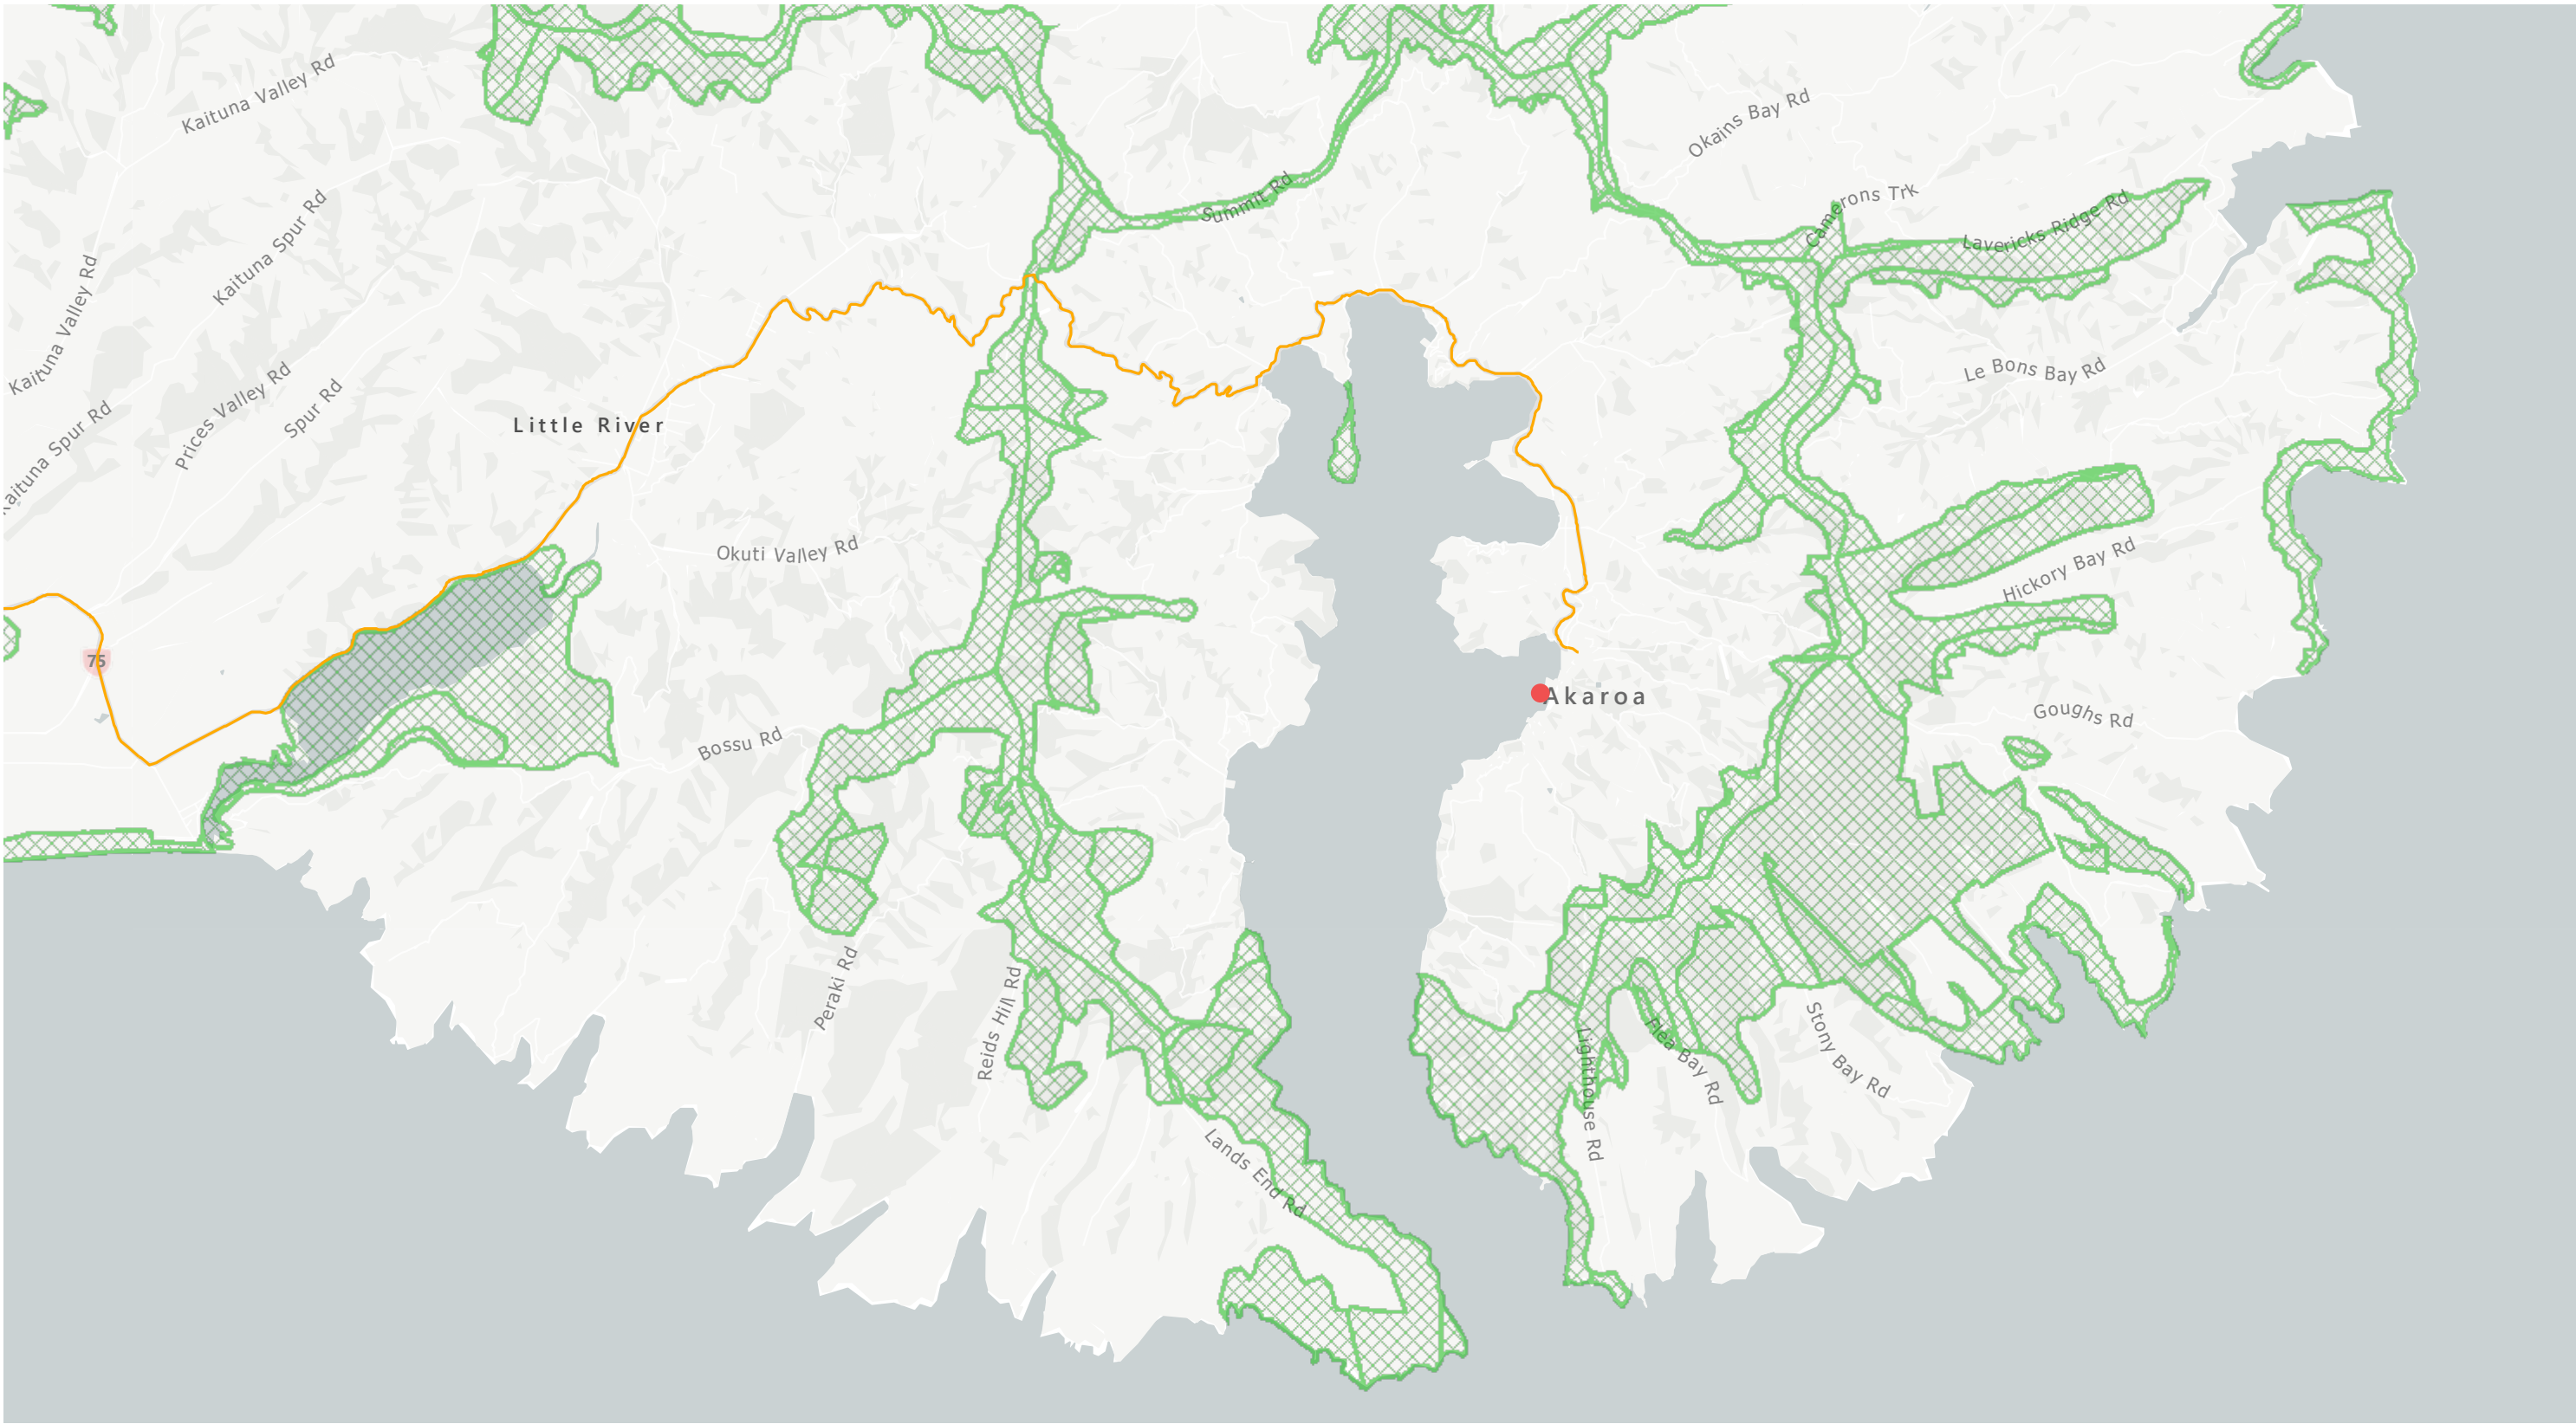 Kaituna Valley Rd
Okains Bay Rd
Camerons Trk
Summit Rd
Lavericks Ridge Rd
Kaituna Spur Rd
Kaituna Valley Rd
Le Bons Bay Rd
Prices Valley Rd
Spur Rd
Little River
Kaituna Spur Rd
Okuti Valley Rd
Hickory Bay Rd
75
Akaroa
Goughs Rd
Bossu Rd
Peraki Rd
Reids Hill Rd
Lighthouse Rd
Flea Bay Rd
Stony Bay Rd
Lands End Rd